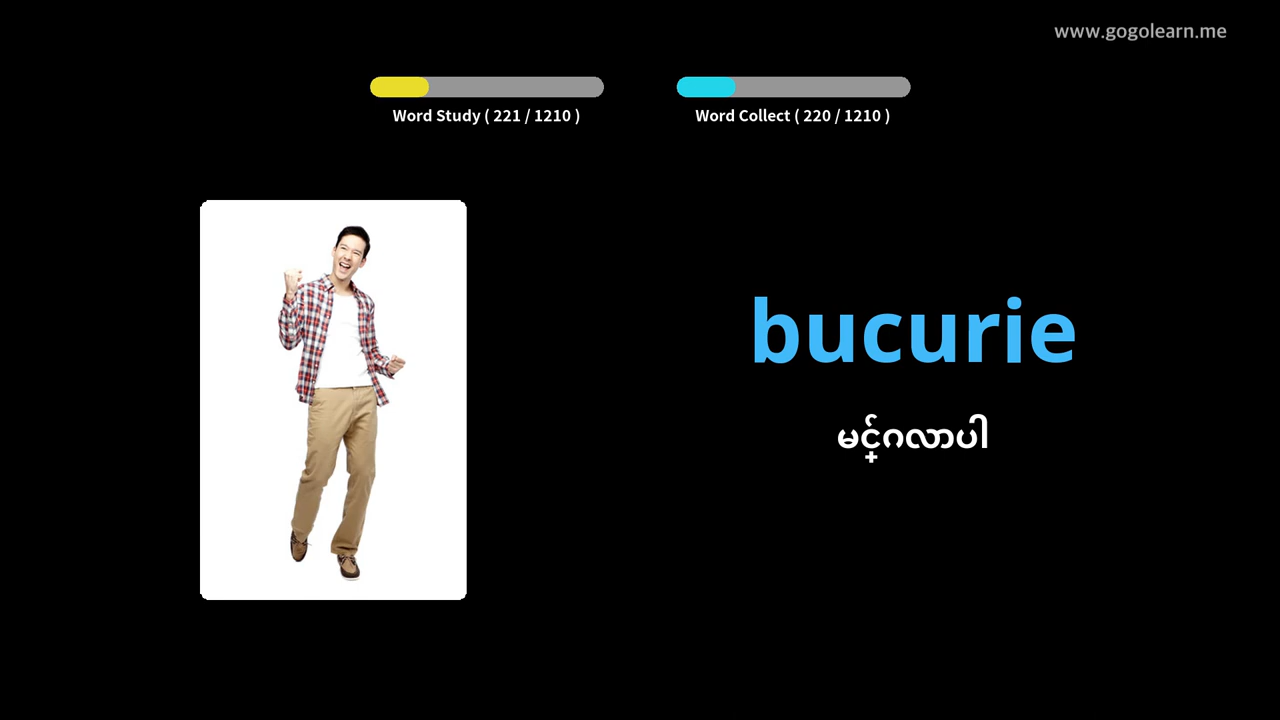 www.gogolearn.me
Word Study ( 221 / 1210 )
Word Collect ( 220 / 1210 )
bucurie
မင်္ဂလာပါ